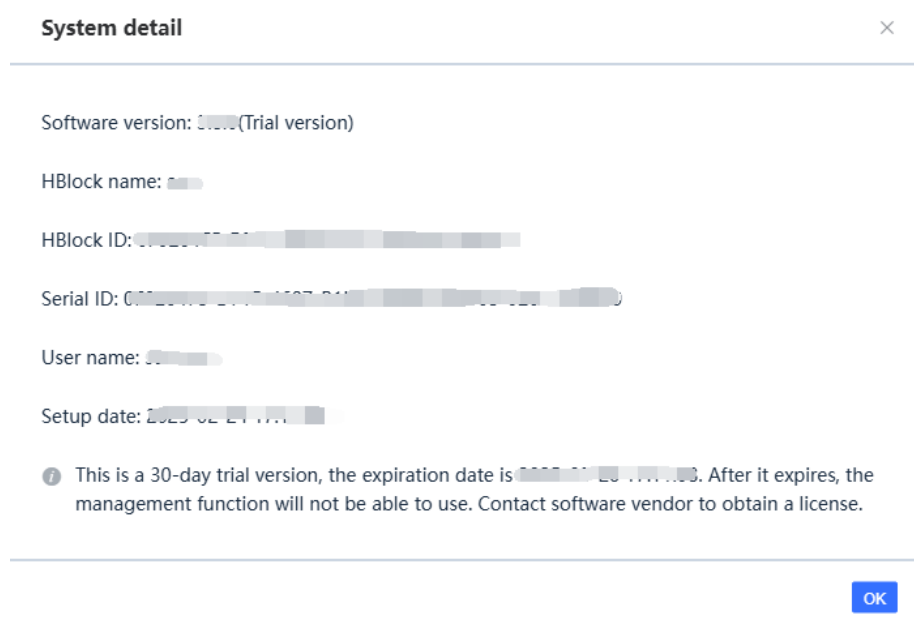 System detail
Software version: (Trial version)
HBlock name:
HBlock ID:
Serial ID:
User name:
Setup date:
This is a 30-day trial version, the expiration date is . After it expires, the
management function will not be able to use. Contact software vendor to obtain a license.
OK